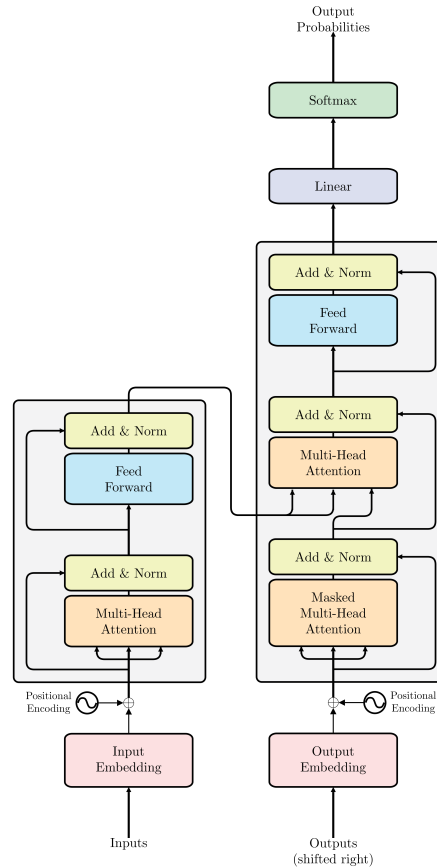 Output
Probabilities
Softmax
Linear
Add & Norm
Feed
Forward
Add & Norm
Multi-Head
Attention
Add & Norm
Masked
Multi-Head
Attention
Positional
Encoding
Output
Embedding
Outputs
(shifted right)
Add & Norm
Feed
Forward
Add & Norm
Multi-Head
Attention
Positional
Encoding
Input
Embedding
Inputs